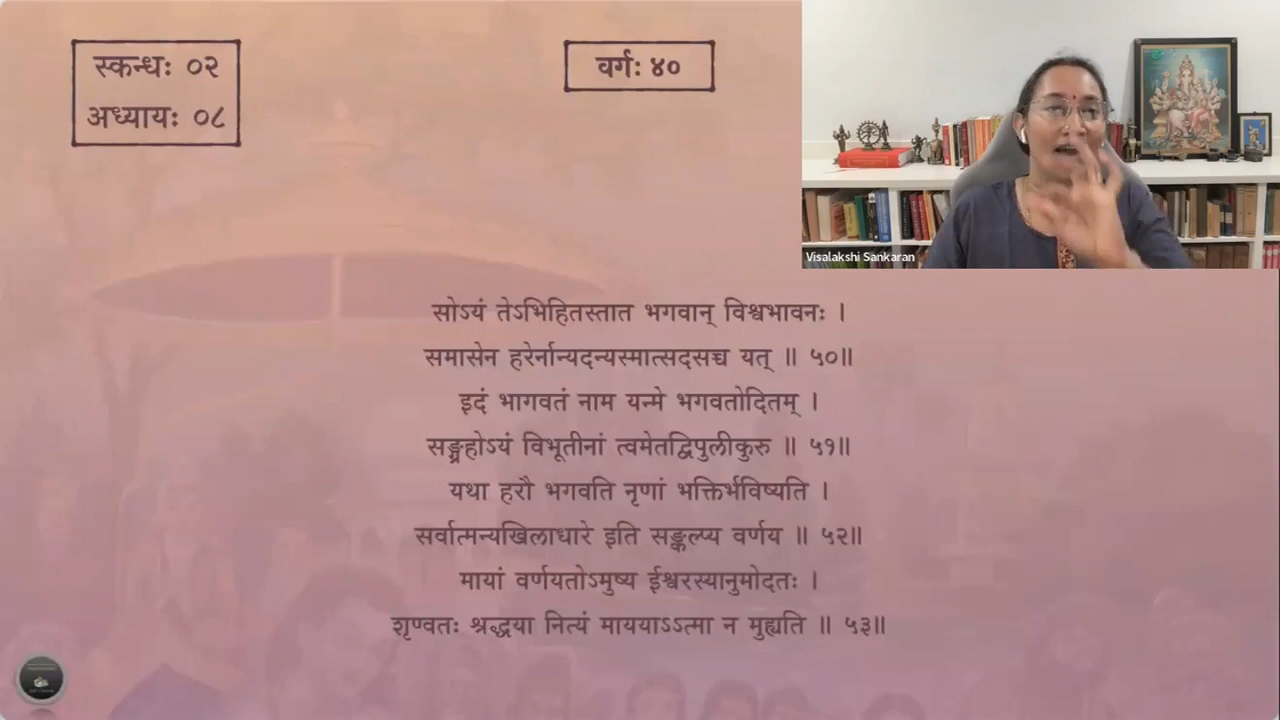 स्कन्धः ०२
अध्यायः ०८
वर्गः ४०
Visalakshi Sankaran
सोऽयं तेऽभिहितस्तात भगवान् विश्वभावनः ।
समासेन हरेर्नान्यदन्यस्मात्सदसच्च यत् ॥ ५०॥
इदं भागवतं नाम यन्मे भगवतोदितम् ।
सङ्ग्रहोऽयं विभूतीनां त्वमेतद्विपुलीकुरु ॥ ५१॥
यथा हरौ भगवति नृणां भक्तिर्भविष्यति ।
सर्वात्मन्यखिलाधारे इति सङ्कल्प्य वर्णय ॥ ५२॥
मायां वर्णयतोऽमुष्य ईश्वरस्यानुमोदतः ।
शृण्वतः श्रद्धया नित्यं माययाऽऽत्मा न मुह्यति ॥ ५३॥